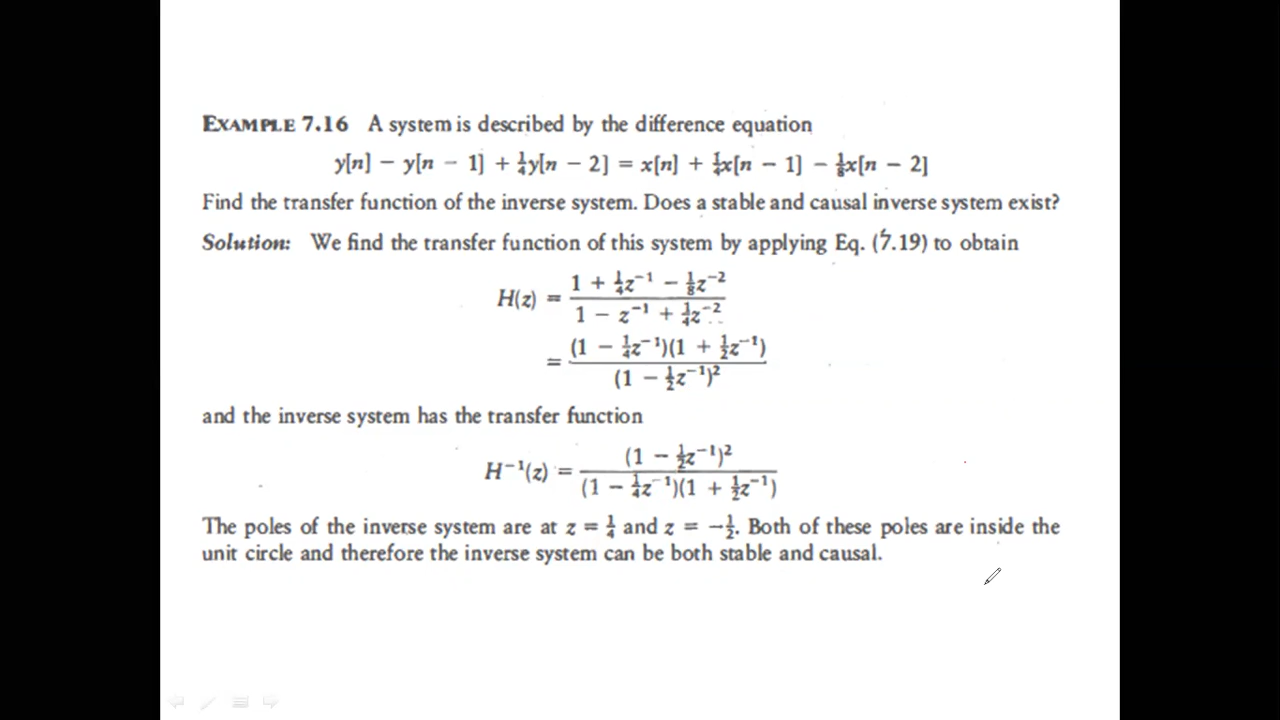 EXAMPLE 7.16 A system is described by the difference equation
y[n] − y[n − 1] + ¼y[n − 2] = x[n] + ¼x[n − 1] − ⅛x[n − 2]
Find the transfer function of the inverse system. Does a stable and causal inverse system exist?
Solution: We find the transfer function of this system by applying Eq. (7.19) to obtain
H(z) = (1 + ¼z⁻¹ − ⅛z⁻²) / (1 − z⁻¹ + ¼z⁻²)
= (1 − ¼z⁻¹)(1 + ½z⁻¹) / (1 − ½z⁻¹)²
and the inverse system has the transfer function
H⁻¹(z) = (1 − ½z⁻¹)² / (1 − ¼z⁻¹)(1 + ½z⁻¹)
The poles of the inverse system are at z = ¼ and z = −½. Both of these poles are inside the
unit circle and therefore the inverse system can be both stable and causal.